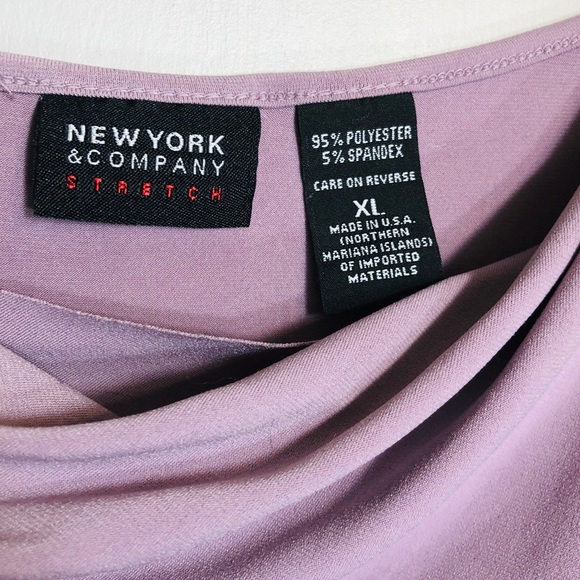 NEW YORK
& COMPANY
STRETCH
95% POLYESTER
5% SPANDEX
CARE ON REVERSE
XL
MADE IN U.S.A.
(NORTHERN
MARIANA ISLANDS)
OF IMPORTED
MATERIALS